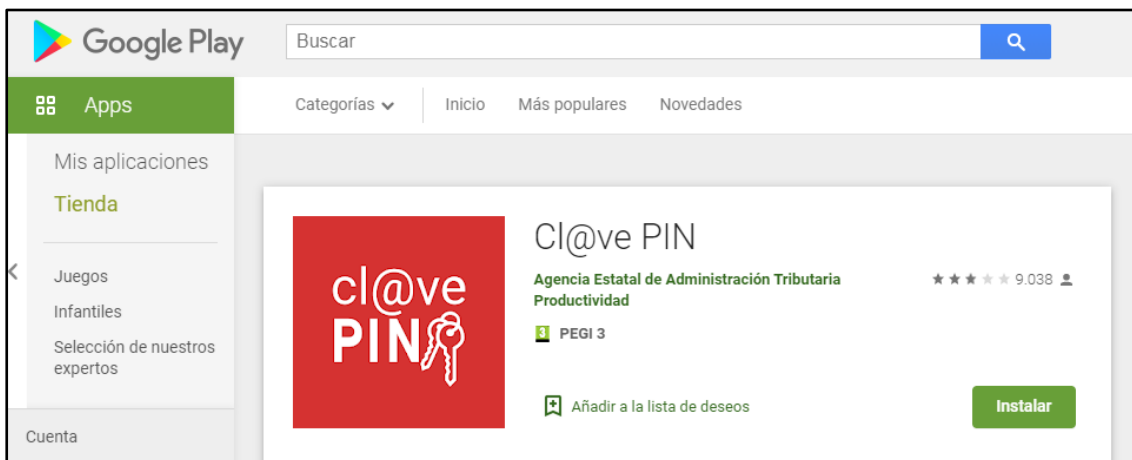 Google Play
Buscar
Apps
Categorías
Inicio
Más populares
Novedades
Mis aplicaciones
Tienda
Juegos
Infantiles
Selección de nuestros
expertos
Cuenta
cl@ve
PIN
Cl@ve PIN
Agencia Estatal de Administración Tributaria
9.038
Productividad
3 PEGI 3
Añadir a la lista de deseos
Instalar